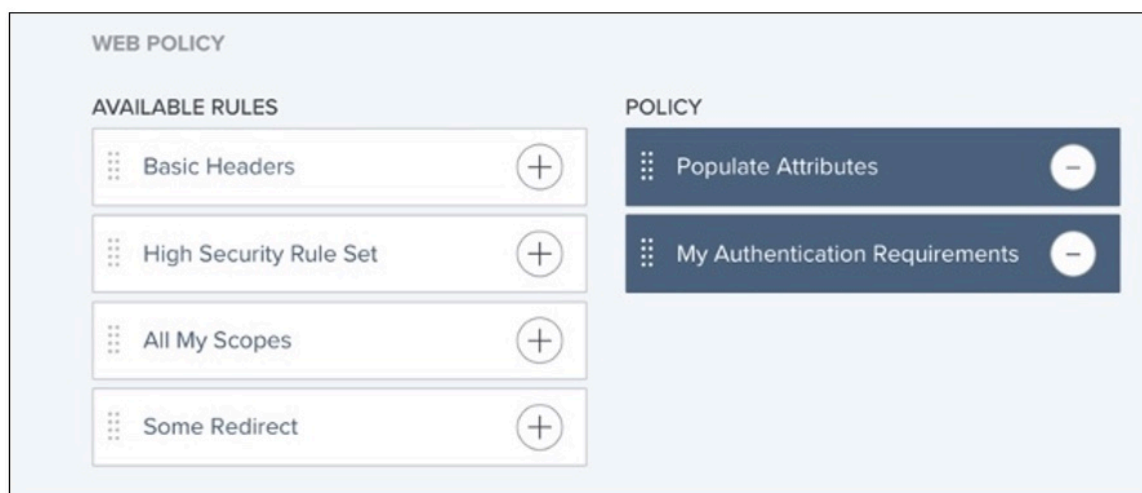 WEB POLICY
AVAILABLE RULES
Basic Headers
High Security Rule Set
All My Scopes
Some Redirect
POLICY
Populate Attributes
My Authentication Requirements